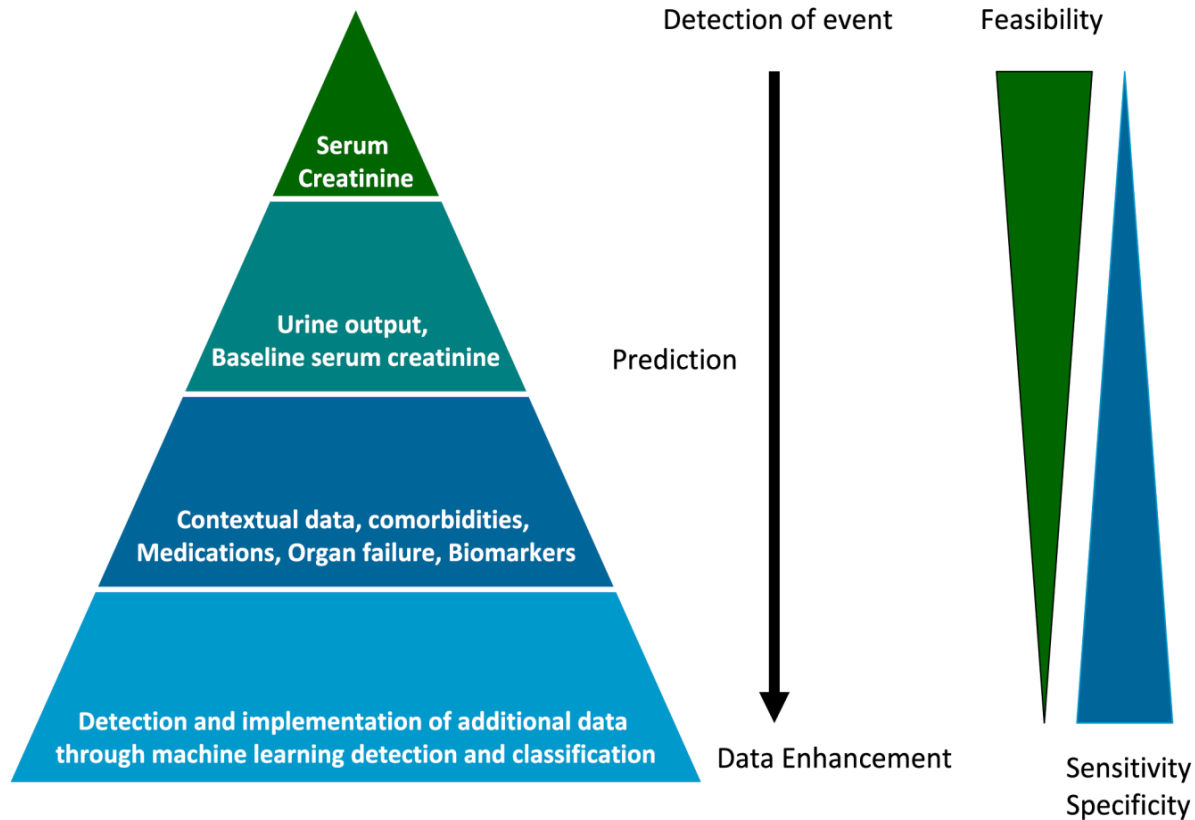 Detection of event
Feasibility
Serum
Creatinine
Urine output,
Baseline serum creatinine
Prediction
Contextual data, comorbidities,
Medications, Organ failure, Biomarkers
Detection and implementation of additional data
through machine learning detection and classification
Data Enhancement
Sensitivity
Specificity